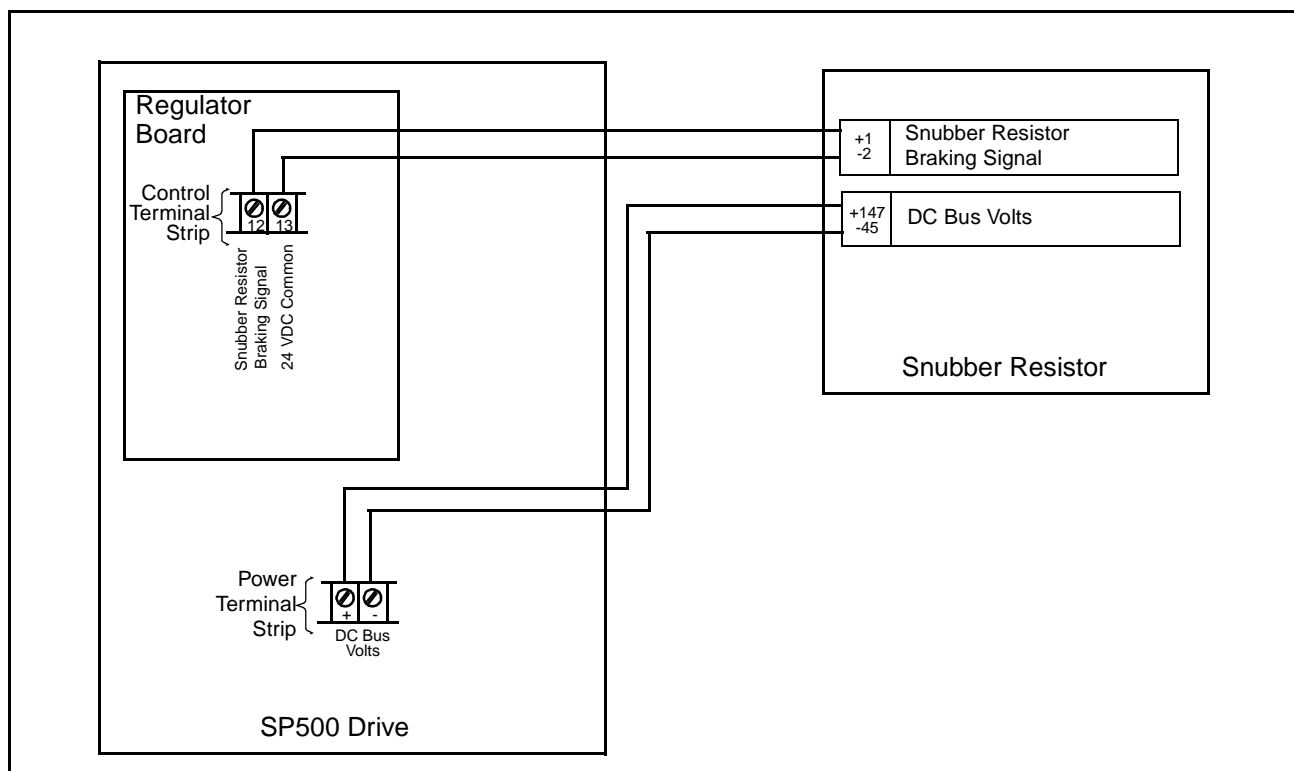 Regulator
Board
Control
Terminal
Strip
12 13
Snubber Resistor
Braking Signal
24 VDC Common
+1
-2
Snubber Resistor
Braking Signal
+147
-45
DC Bus Volts
Snubber Resistor
Power
Terminal
Strip
+ -
DC Bus
Volts
SP500 Drive